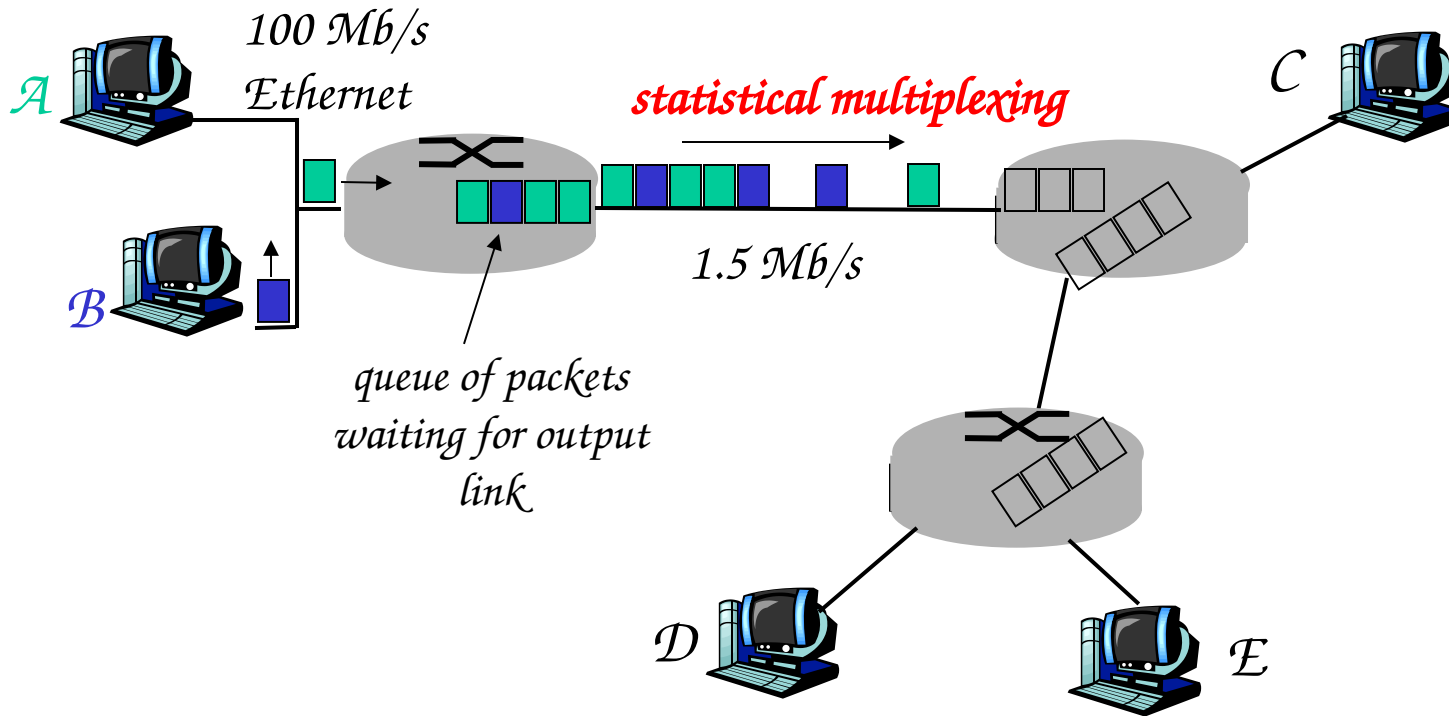 100 Mb/s
Ethernet
A
statistical multiplexing
C
B
1.5 Mb/s
queue of packets
waiting for output
link
D
E